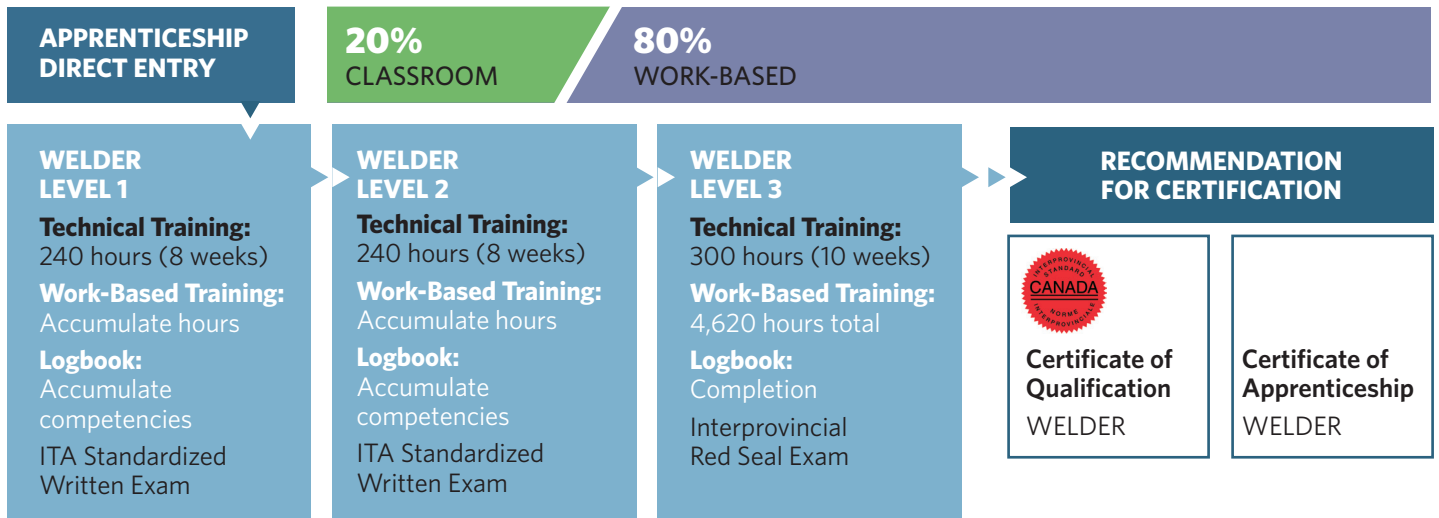 APPRENTICESHIP
DIRECT ENTRY
20%
CLASSROOM
80%
WORK-BASED
WELDER
LEVEL 1
Technical Training:
240 hours (8 weeks)
Work-Based Training:
Accumulate hours
Logbook:
Accumulate
competencies
ITA Standardized
Written Exam
WELDER
LEVEL 2
Technical Training:
240 hours (8 weeks)
Work-Based Training:
Accumulate hours
Logbook:
Accumulate
competencies
ITA Standardized
Written Exam
WELDER
LEVEL 3
Technical Training:
300 hours (10 weeks)
Work-Based Training:
4,620 hours total
Logbook:
Completion
Interprovincial
Red Seal Exam
RECOMMENDATION
FOR CERTIFICATION
INTERPROVINCIAL
STANDARD
CANADA
NORME
INTERPROVINCIALE
Certificate of
Qualification
WELDER
Certificate of
Apprenticeship
WELDER